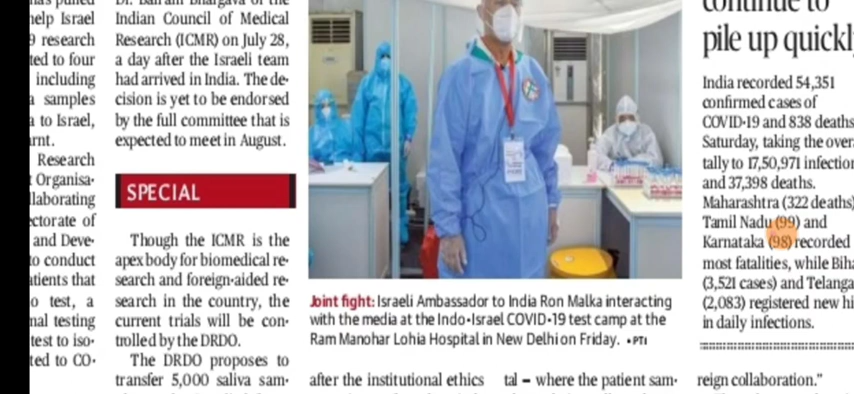 help Israel
9 research
ted to four
including
a samples
a to Israel,
rnt.
Research
t Organisa-
llaborating
ectorate of
and Deve-
to conduct
atients that
o test, a
nal testing
test to iso-
ted to CO-
Indian Council of Medical
Research (ICMR) on July 28,
a day after the Israeli team
had arrived in India. The de-
cision is yet to be endorsed
by the full committee that is
expected to meet in August.
SPECIAL
Though the ICMR is the
apex body for biomedical re-
search and foreign-aided re-
search in the country, the
current trials will be con-
trolled by the DRDO.
The DRDO proposes to
transfer 5,000 saliva sam-
Joint fight: Israeli Ambassador to India Ron Malka interacting
with the media at the Indo-Israel COVID-19 test camp at the
Ram Manohar Lohia Hospital in New Delhi on Friday. • PTI
after the institutional ethics
tal – where the patient sam-
continue to
pile up quickly
India recorded 54,351
confirmed cases of
COVID-19 and 838 deaths
Saturday, taking the over
tally to 17,50,971 infection
and 37,398 deaths.
Maharashtra (322 deaths)
Tamil Nadu (99) and
Karnataka (98) recorded
most fatalities, while Biha
(3,521 cases) and Telanga
(2,083) registered new hi
in daily infections.
reign collaboration."